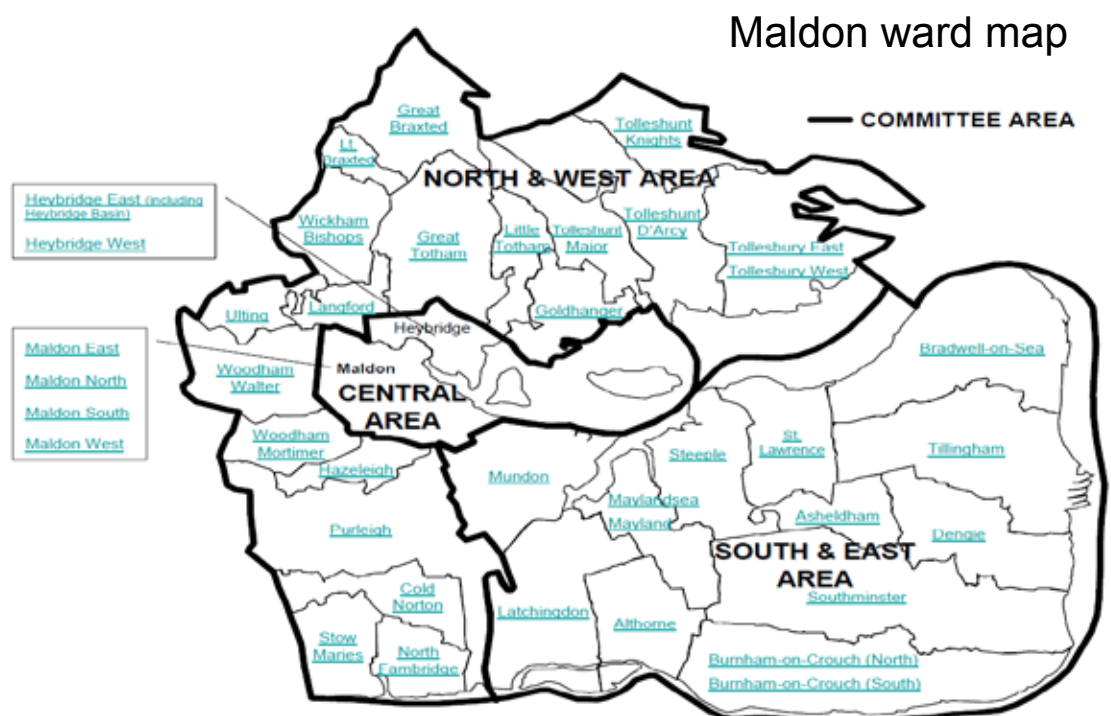 Maldon ward map
COMMITTEE AREA
Great
Braxted
Lt.
Braxted
Tolleshunt
Knights
NORTH & WEST AREA
Heybridge East (including
Heybridge Basin)
Heybridge West
Wickham
Bishops
Great
Totham
Little
Totham
Tolleshunt
Major
Tolleshunt
D'Arcy
Tollesbury East
Tollesbury West
Ulting
Langford
Goldhanger
Heybridge
Maldon East
Maldon North
Maldon South
Maldon West
Woodham
Walter
Maldon
CENTRAL
AREA
Bradwell-on-Sea
Woodham
Mortimer
Hazeleigh
Mundon
Steeple
St.
Lawrence
Tillingham
Purleigh
Maylandsea
Mayland
Asheldham
Dengie
SOUTH & EAST
AREA
Southminster
Cold
Norton
Latchingdon
Althorne
Stow
Maries
North
Fambridge
Burnham-on-Crouch (North)
Burnham-on-Crouch (South)